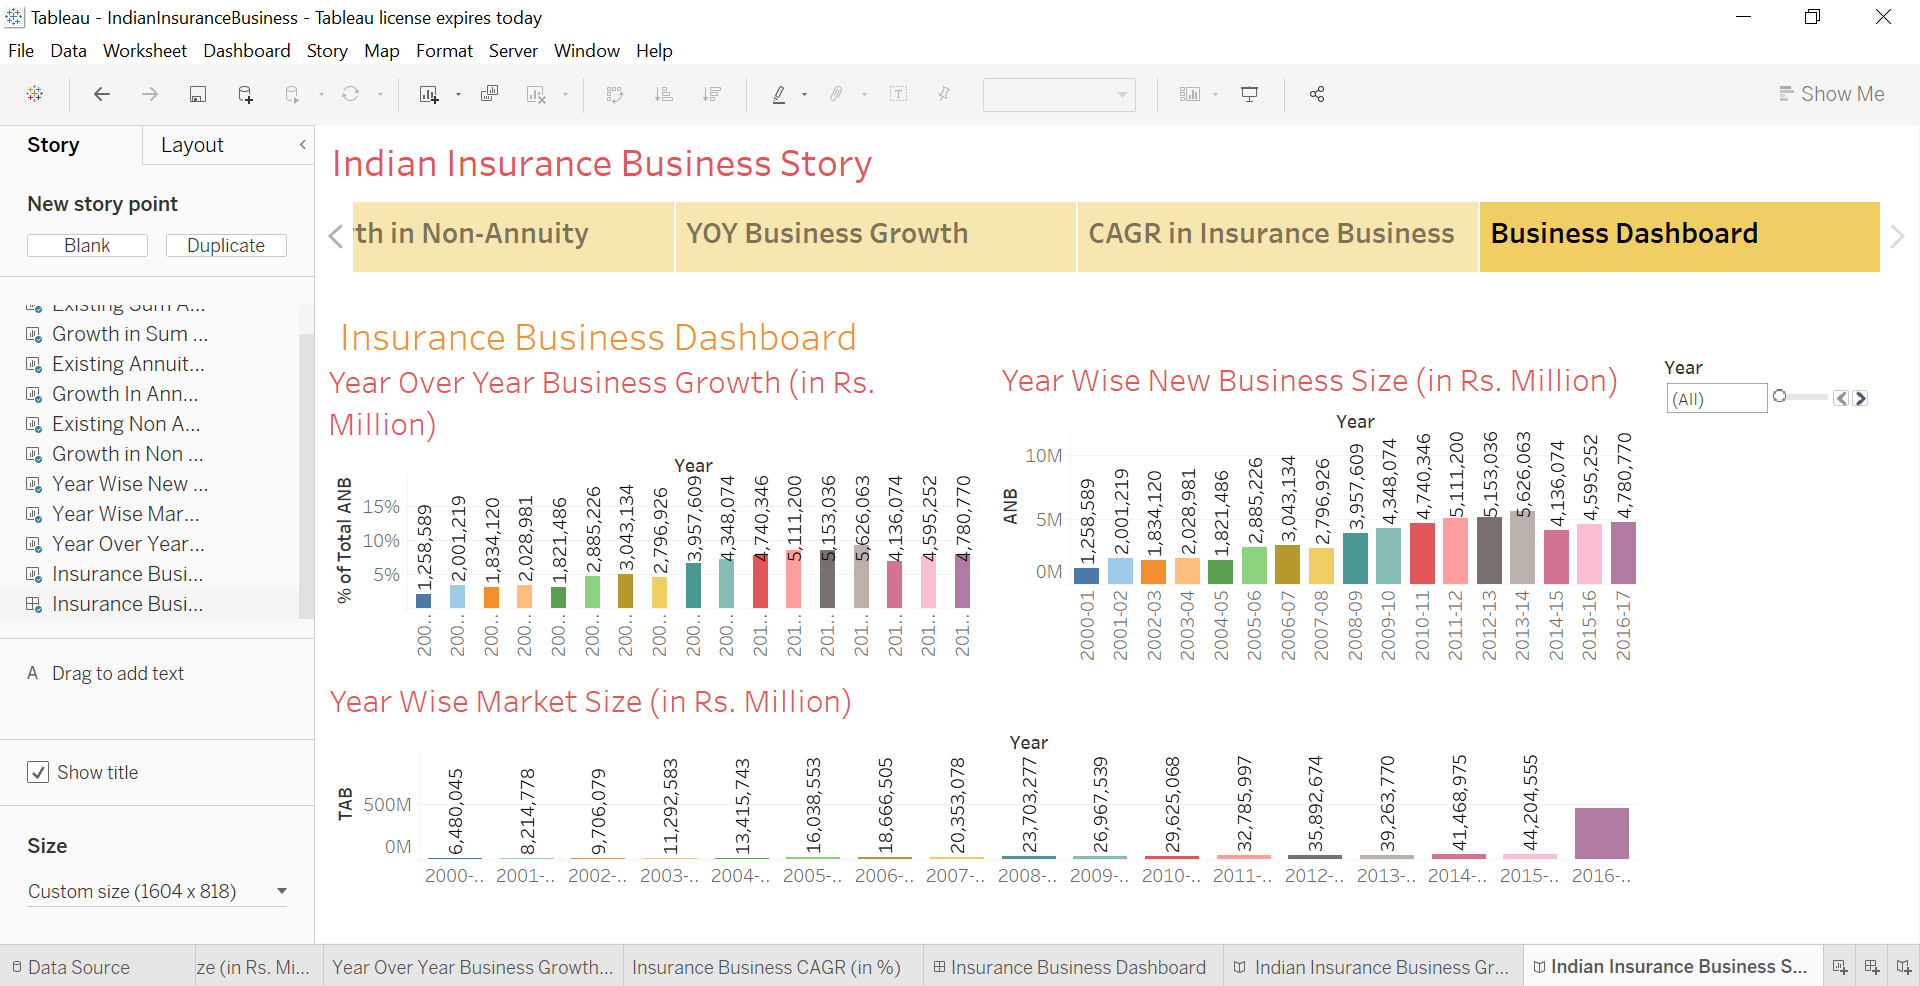 Tableau - IndianInsuranceBusiness - Tableau license expires today
File Data Worksheet Dashboard Story Map Format Server Window Help
Show Me
Story Layout
New story point
Blank Duplicate
Existing Sum A...
Growth in Sum ...
Existing Annuit...
Growth In Ann...
Existing Non A...
Growth in Non ...
Year Wise New ...
Year Wise Mar...
Year Over Year...
Insurance Busi...
Insurance Busi...
A Drag to add text
Show title
Size
Custom size (1604 x 818)
Indian Insurance Business Story
th in Non-Annuity
YOY Business Growth
CAGR in Insurance Business
Business Dashboard
Insurance Business Dashboard
Year Over Year Business Growth (in Rs.
Million)
Year
% of Total ANB
15%
10%
5%
1,258,589
2,001,219
1,834,120
2,028,981
1,821,486
2,885,226
3,043,134
2,796,926
3,957,609
4,348,074
4,740,346
5,111,200
5,153,036
5,626,063
4,136,074
4,595,252
4,780,770
200..
200..
200..
200..
200..
200..
200..
200..
200..
200..
201..
201..
201..
201..
201..
201..
201..
Year Wise New Business Size (in Rs. Million)
Year
ANB
10M
5M
0M
1,258,589
2,001,219
1,834,120
2,028,981
1,821,486
2,885,226
3,043,134
2,796,926
3,957,609
4,348,074
4,740,346
5,111,200
5,153,036
5,626,063
4,136,074
4,595,252
4,780,770
2000-01
2001-02
2002-03
2003-04
2004-05
2005-06
2006-07
2007-08
2008-09
2009-10
2010-11
2011-12
2012-13
2013-14
2014-15
2015-16
2016-17
Year
(All)
Year Wise Market Size (in Rs. Million)
Year
TAB
500M
0M
6,480,045
8,214,778
9,706,079
11,292,583
13,415,743
16,038,553
18,666,505
20,353,078
23,703,277
26,967,539
29,625,068
32,785,997
35,892,674
39,263,770
41,468,975
44,204,555
2000-.. 2001-.. 2002-.. 2003-.. 2004-.. 2005-.. 2006-.. 2007-.. 2008-.. 2009-.. 2010-.. 2011-.. 2012-.. 2013-.. 2014-.. 2015-.. 2016-..
Data Source
ze (in Rs. Mi...
Year Over Year Business Growth...
Insurance Business CAGR (in %)
Insurance Business Dashboard
Indian Insurance Business Gr...
Indian Insurance Business S...